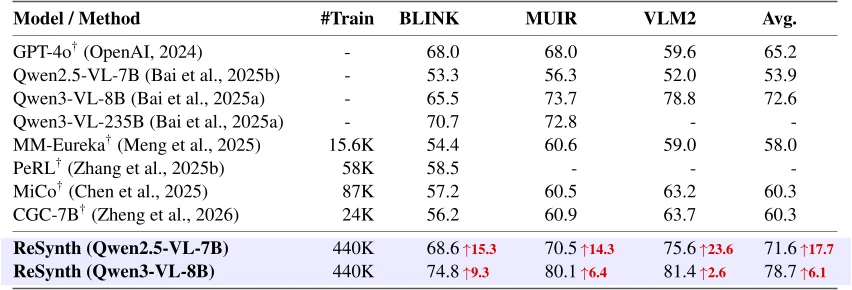 Model / Method #Train BLINK MUIR VLM2 Avg.
GPT-4o† (OpenAI, 2024) - 68.0 68.0 59.6 65.2
Qwen2.5-VL-7B (Bai et al., 2025b) - 53.3 56.3 52.0 53.9
Qwen3-VL-8B (Bai et al., 2025a) - 65.5 73.7 78.8 72.6
Qwen3-VL-235B (Bai et al., 2025a) - 70.7 72.8 - -
MM-Eureka† (Meng et al., 2025) 15.6K 54.4 60.6 59.0 58.0
PeRL† (Zhang et al., 2025b) 58K 58.5 - - -
MiCo† (Chen et al., 2025) 87K 57.2 60.5 63.2 60.3
CGC-7B† (Zheng et al., 2026) 24K 56.2 60.9 63.7 60.3
ReSynth (Qwen2.5-VL-7B) 440K 68.6 ↑15.3 70.5 ↑14.3 75.6 ↑23.6 71.6 ↑17.7
ReSynth (Qwen3-VL-8B) 440K 74.8 ↑9.3 80.1 ↑6.4 81.4 ↑2.6 78.7 ↑6.1